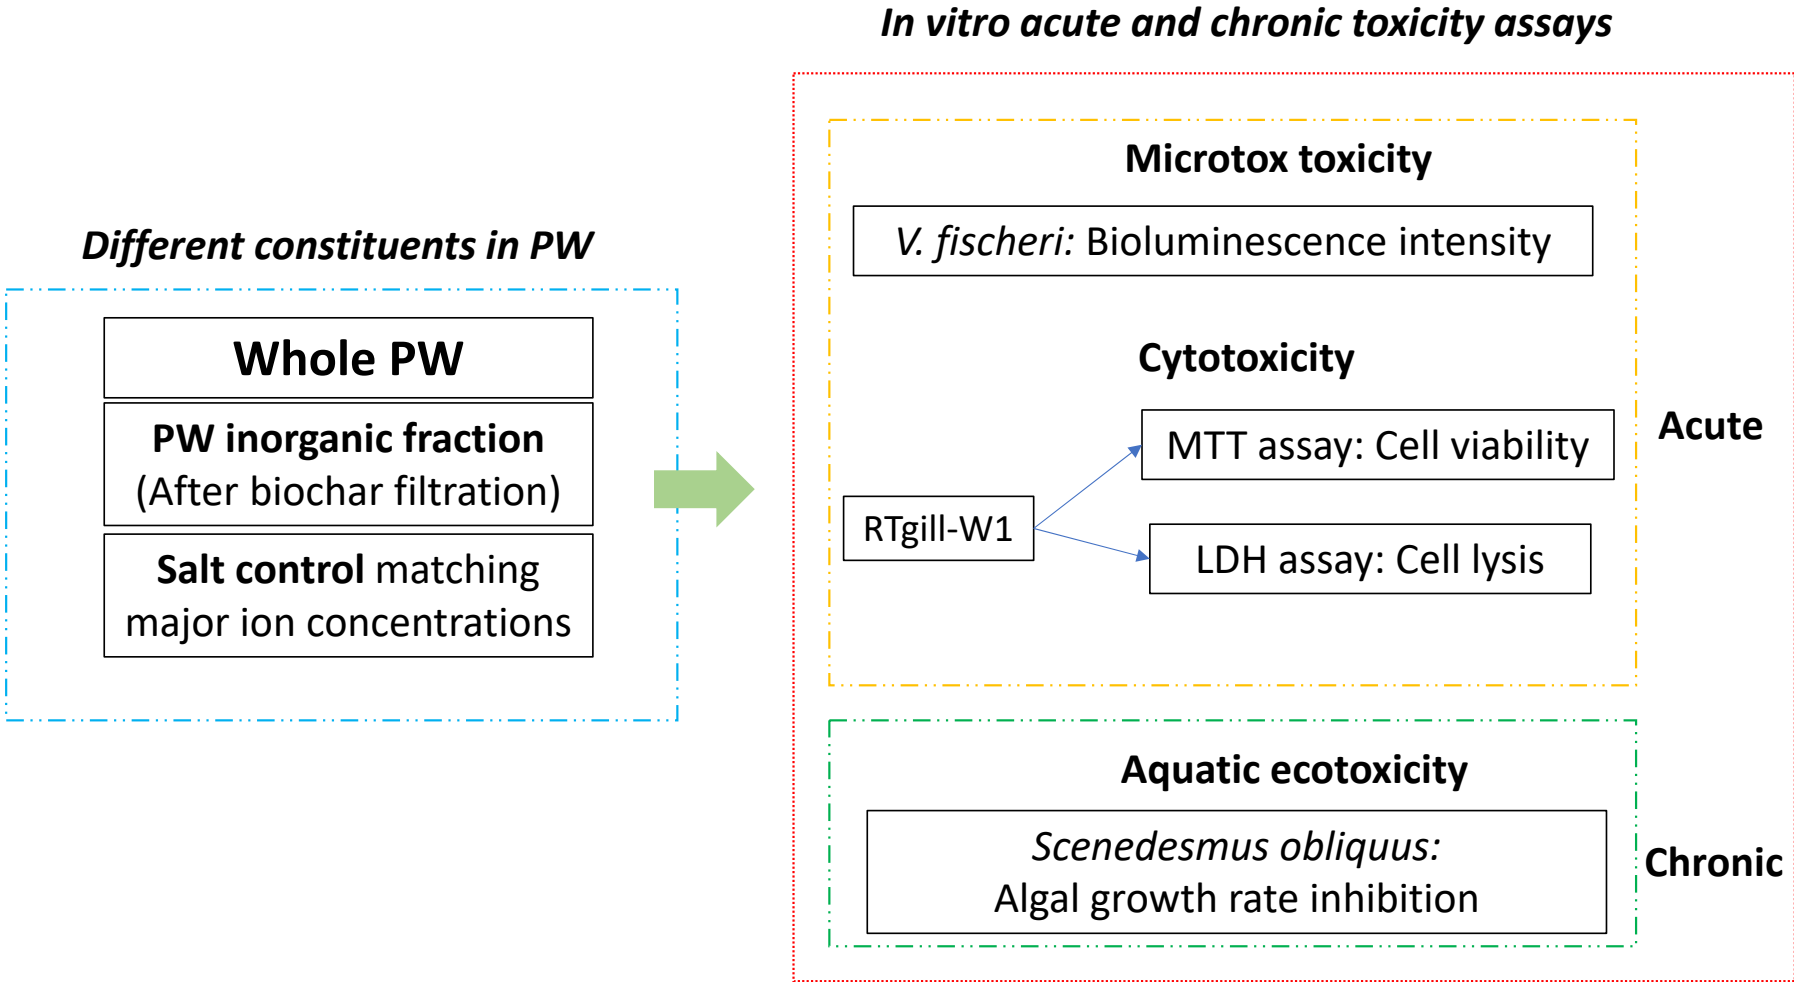 In vitro acute and chronic toxicity assays
Different constituents in PW
Whole PW
PW inorganic fraction
(After biochar filtration)
Salt control matching
major ion concentrations
Microtox toxicity
V. fischeri: Bioluminescence intensity
Cytotoxicity
RTgill-W1
MTT assay: Cell viability
LDH assay: Cell lysis
Acute
Aquatic ecotoxicity
Scenedesmus obliquus:
Algal growth rate inhibition
Chronic